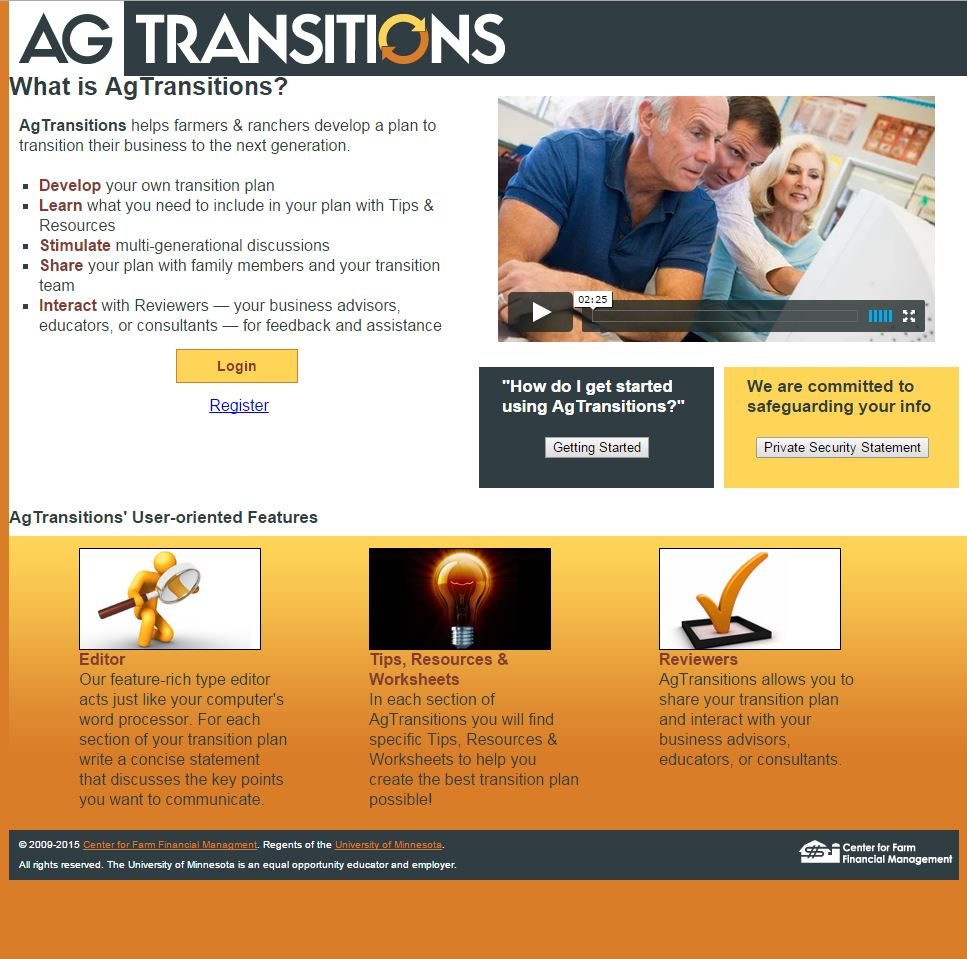 AG TRANSITIONS
What is AgTransitions?
AgTransitions helps farmers & ranchers develop a plan to
transition their business to the next generation.
Develop your own transition plan
Learn what you need to include in your plan with Tips &
Resources
Stimulate multi-generational discussions
Share your plan with family members and your transition
team
Interact with Reviewers — your business advisors,
educators, or consultants — for feedback and assistance
Login
Register
02:25
"How do I get started
using AgTransitions?"
Getting Started
We are committed to
safeguarding your info
Private Security Statement
AgTransitions' User-oriented Features
Editor
Our feature-rich type editor
acts just like your computer's
word processor. For each
section of your transition plan
write a concise statement
that discusses the key points
you want to communicate.
Tips, Resources &
Worksheets
In each section of
AgTransitions you will find
specific Tips, Resources &
Worksheets to help you
create the best transition plan
possible!
Reviewers
AgTransitions allows you to
share your transition plan
and interact with your
business advisors,
educators, or consultants.
© 2009-2015 Center for Farm Financial Managment. Regents of the University of Minnesota.
All rights reserved. The University of Minnesota is an equal opportunity educator and employer.
Center for Farm
Financial Management